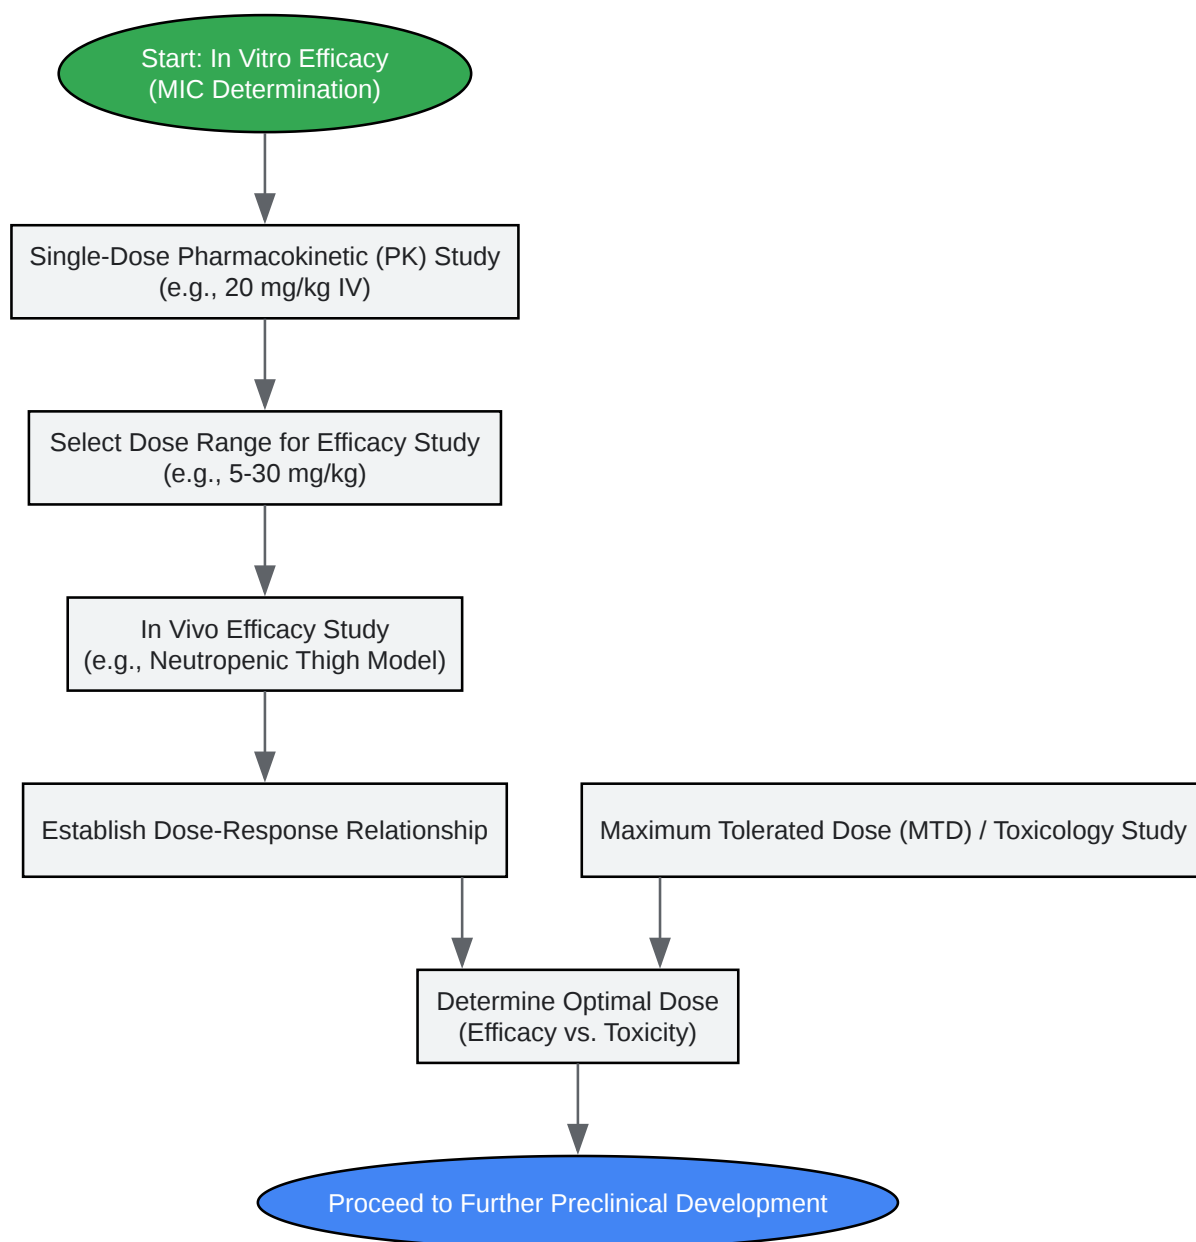 Start: In Vitro Efficacy
(MIC Determination)
Single-Dose Pharmacokinetic (PK) Study
(e.g., 20 mg/kg IV)
Select Dose Range for Efficacy Study
(e.g., 5-30 mg/kg)
In Vivo Efficacy Study
(e.g., Neutropenic Thigh Model)
Establish Dose-Response Relationship
Maximum Tolerated Dose (MTD) / Toxicology Study
Determine Optimal Dose
(Efficacy vs. Toxicity)
Proceed to Further Preclinical Development